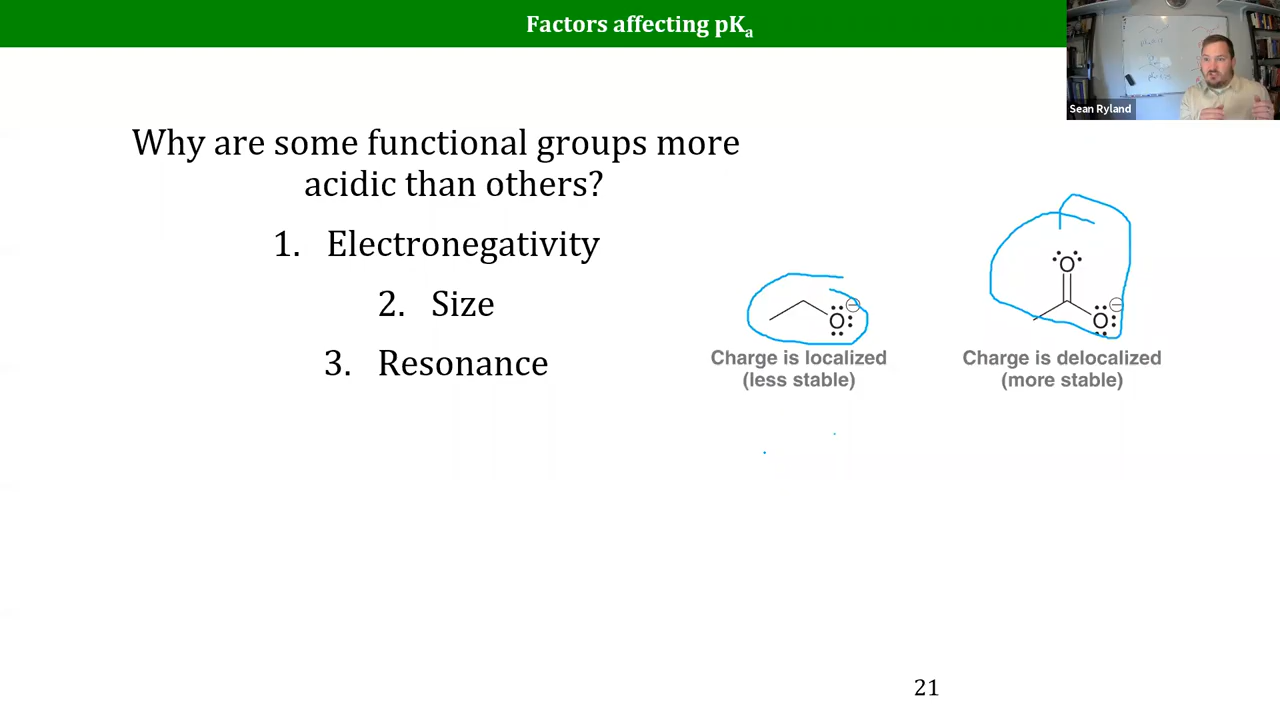 Factors affecting pKa
Sean Ryland
Why are some functional groups more
acidic than others?
1. Electronegativity
2. Size
3. Resonance
O
O
O
Charge is localized
(less stable)
Charge is delocalized
(more stable)
21